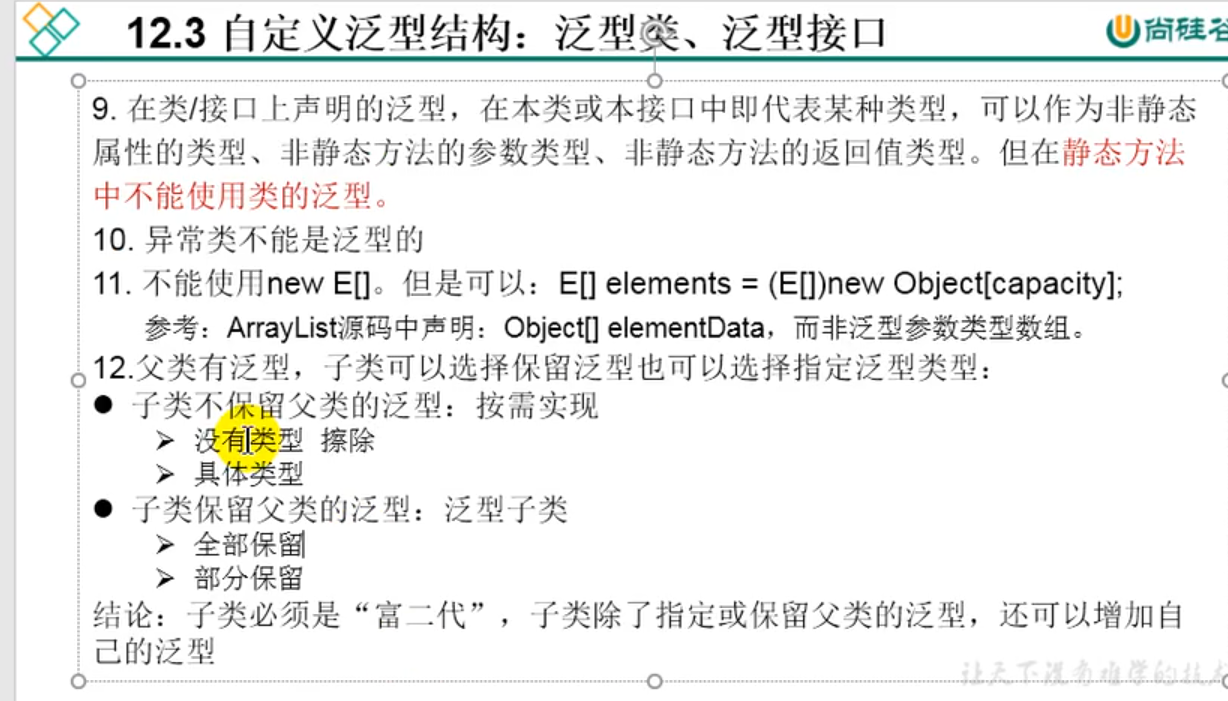 12.3 自定义泛型结构：泛型类、泛型接口
尚硅谷
9. 在类/接口上声明的泛型，在本类或本接口中即代表某种类型，可以作为非静态
属性的类型、非静态方法的参数类型、非静态方法的返回值类型。但在静态方法
中不能使用类的泛型。
10. 异常类不能是泛型的
11. 不能使用new E[]。但是可以：E[] elements = (E[])new Object[capacity];
参考：ArrayList源码中声明：Object[] elementData，而非泛型参数类型数组。
12.父类有泛型，子类可以选择保留泛型也可以选择指定泛型类型：
● 子类不保留父类的泛型：按需实现
➢ 没有类型 擦除
➢ 具体类型
● 子类保留父类的泛型：泛型子类
➢ 全部保留
➢ 部分保留
结论：子类必须是“富二代”，子类除了指定或保留父类的泛型，还可以增加自
己的泛型
让天下没有难学的技术